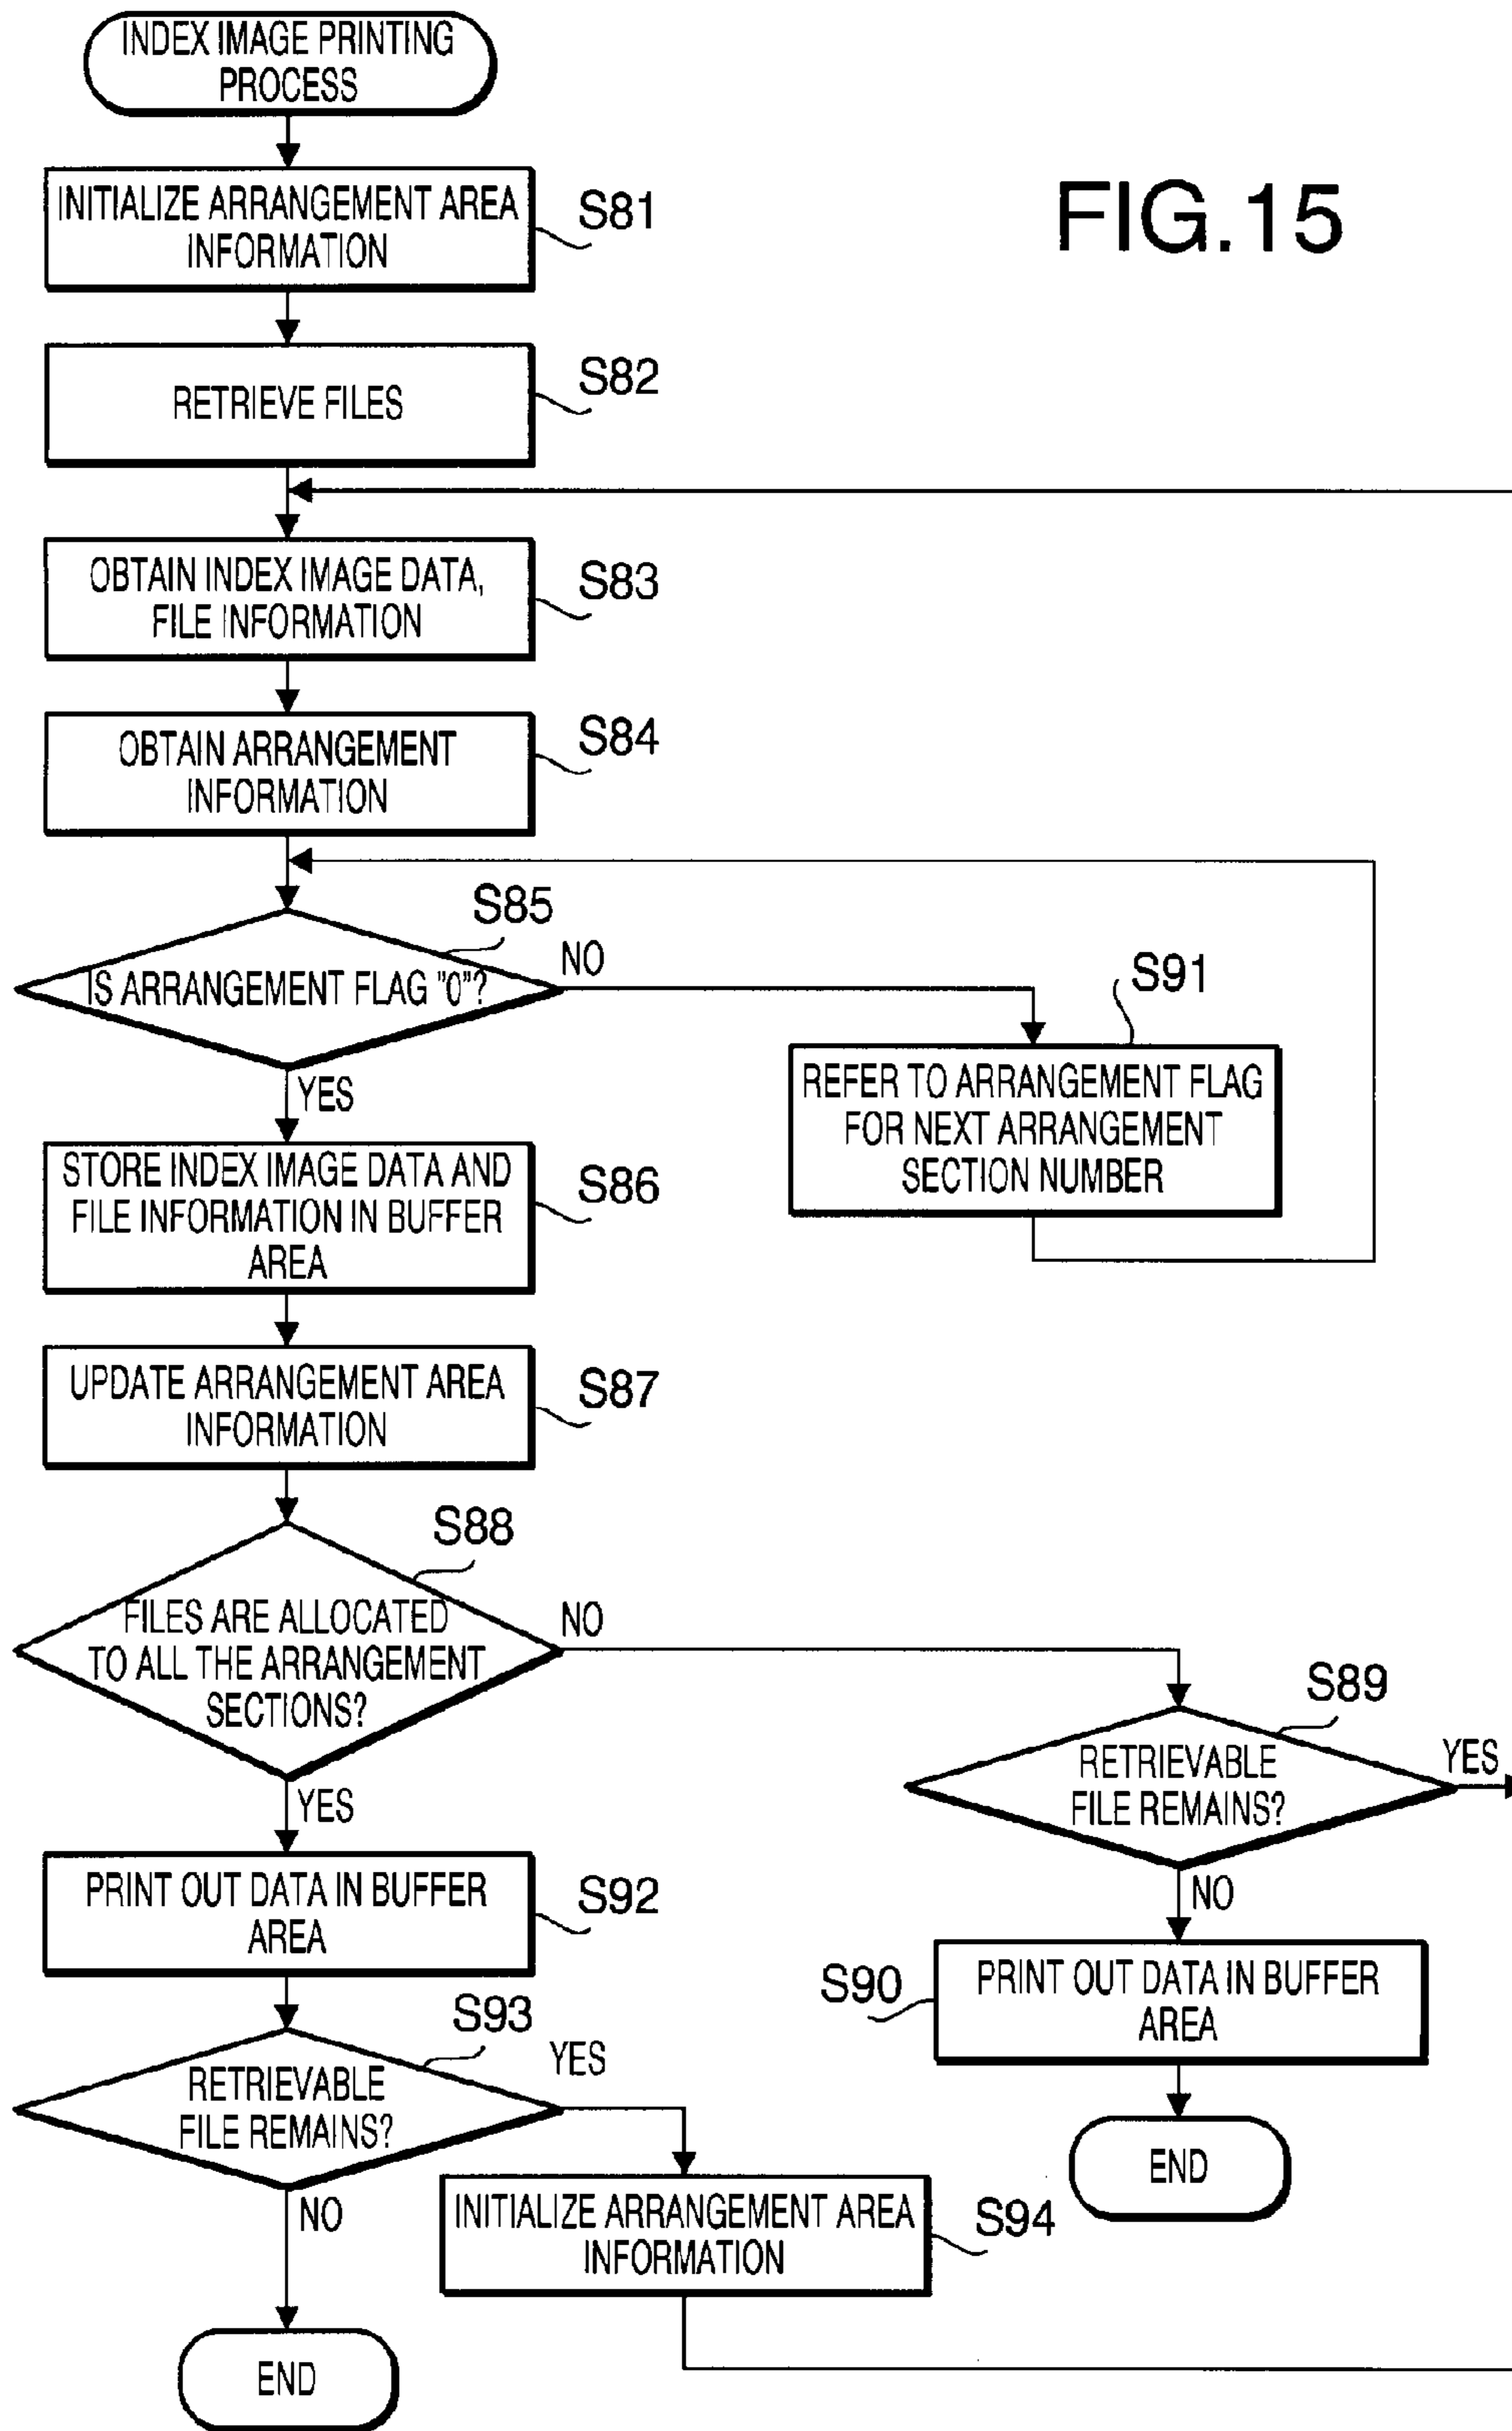 INDEX IMAGE PRINTING
PROCESS
FIG.15
INITIALIZE ARRANGEMENT AREA
INFORMATION
S81
RETRIEVE FILES
S82
OBTAIN INDEX IMAGE DATA,
FILE INFORMATION
S83
OBTAIN ARRANGEMENT
INFORMATION
S84
S85
IS ARRANGEMENT FLAG "0"?
NO
YES
S91
REFER TO ARRANGEMENT FLAG
FOR NEXT ARRANGEMENT
SECTION NUMBER
STORE INDEX IMAGE DATA AND
FILE INFORMATION IN BUFFER
AREA
S86
UPDATE ARRANGEMENT AREA
INFORMATION
S87
S88
FILES ARE ALLOCATED
TO ALL THE ARRANGEMENT
SECTIONS?
NO
YES
S89
RETRIEVABLE
FILE REMAINS?
YES
NO
PRINT OUT DATA IN BUFFER
AREA
S92
S90
PRINT OUT DATA IN BUFFER
AREA
END
S93
RETRIEVABLE
FILE REMAINS?
YES
NO
INITIALIZE ARRANGEMENT AREA
INFORMATION
S94
END